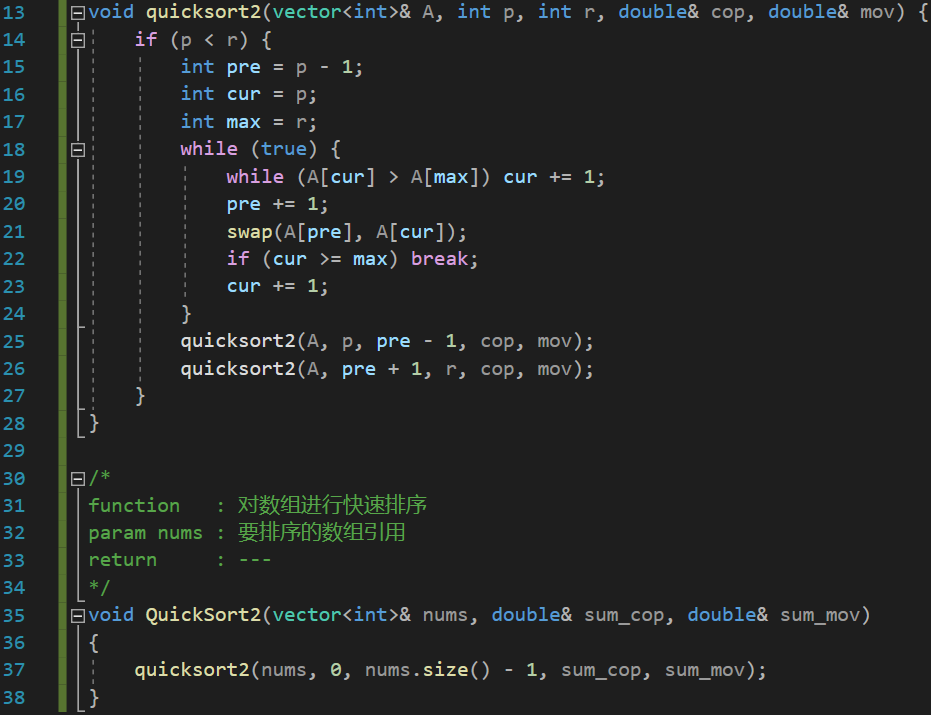 13 void quicksort2(vector<int>& A, int p, int r, double& cop, double& mov) {
14 if (p < r) {
15 int pre = p - 1;
16 int cur = p;
17 int max = r;
18 while (true) {
19 while (A[cur] > A[max]) cur += 1;
20 pre += 1;
21 swap(A[pre], A[cur]);
22 if (cur >= max) break;
23 cur += 1;
24 }
25 quicksort2(A, p, pre - 1, cop, mov);
26 quicksort2(A, pre + 1, r, cop, mov);
27 }
28 }
29
30 /*
31 function : 对数组进行快速排序
32 param nums : 要排序的数组引用
33 return : ---
34 */
35 void QuickSort2(vector<int>& nums, double& sum_cop, double& sum_mov)
36 {
37 quicksort2(nums, 0, nums.size() - 1, sum_cop, sum_mov);
38 }